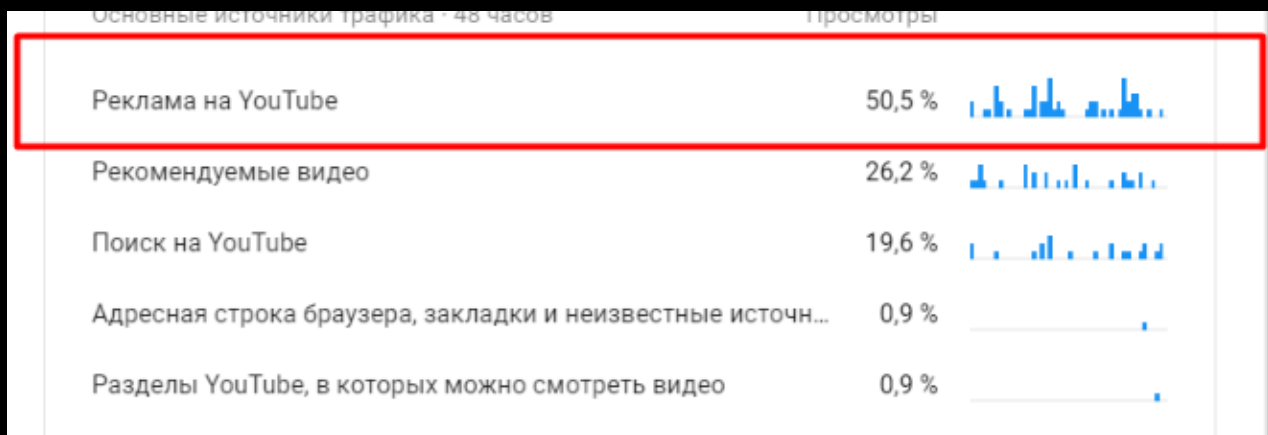 Основные источники трафика · 48 часов Просмотры
Реклама на YouTube 50,5 %
Рекомендуемые видео 26,2 %
Поиск на YouTube 19,6 %
Адресная строка браузера, закладки и неизвестные источн... 0,9 %
Разделы YouTube, в которых можно смотреть видео 0,9 %